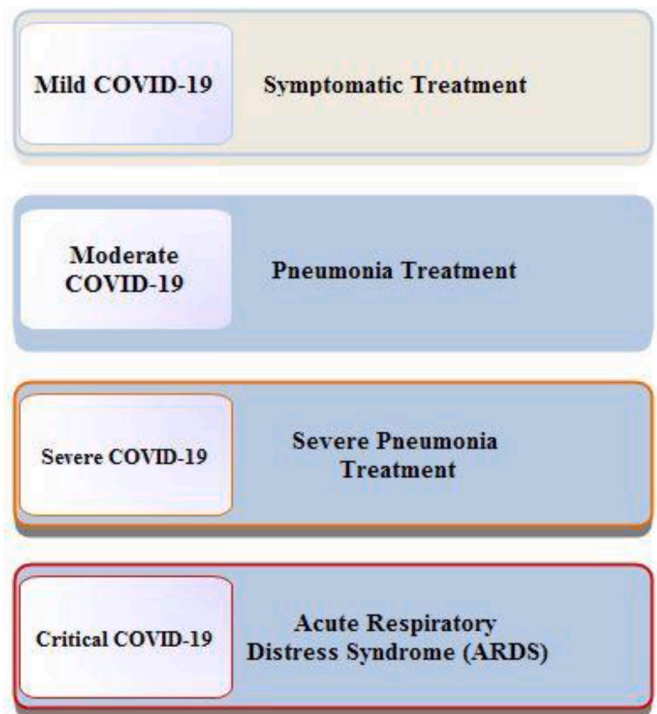 Mild COVID-19
Symptomatic Treatment
Moderate
COVID-19
Pneumonia Treatment
Severe COVID-19
Severe Pneumonia
Treatment
Critical COVID-19
Acute Respiratory
Distress Syndrome (ARDS)